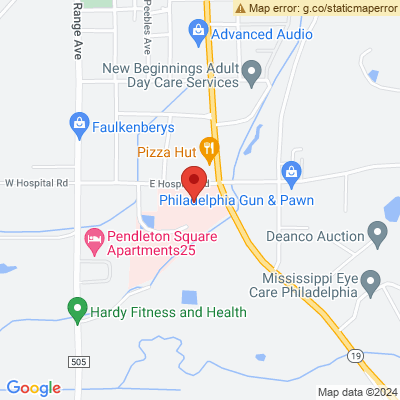 Map error: g.co/staticmaperror
Range Ave
Peebles Ave
Advanced Audio
New Beginnings Adult
Day Care Services
Faulkenberys
Pizza Hut
W Hospital Rd
E Hosp
Rd
Philadelphia Gun & Pawn
Pendleton Square
Apartments25
Deanco Auction
Mississippi Eye
Care Philadelphia
Hardy Fitness and Health
505
19
Google
Map data ©2024